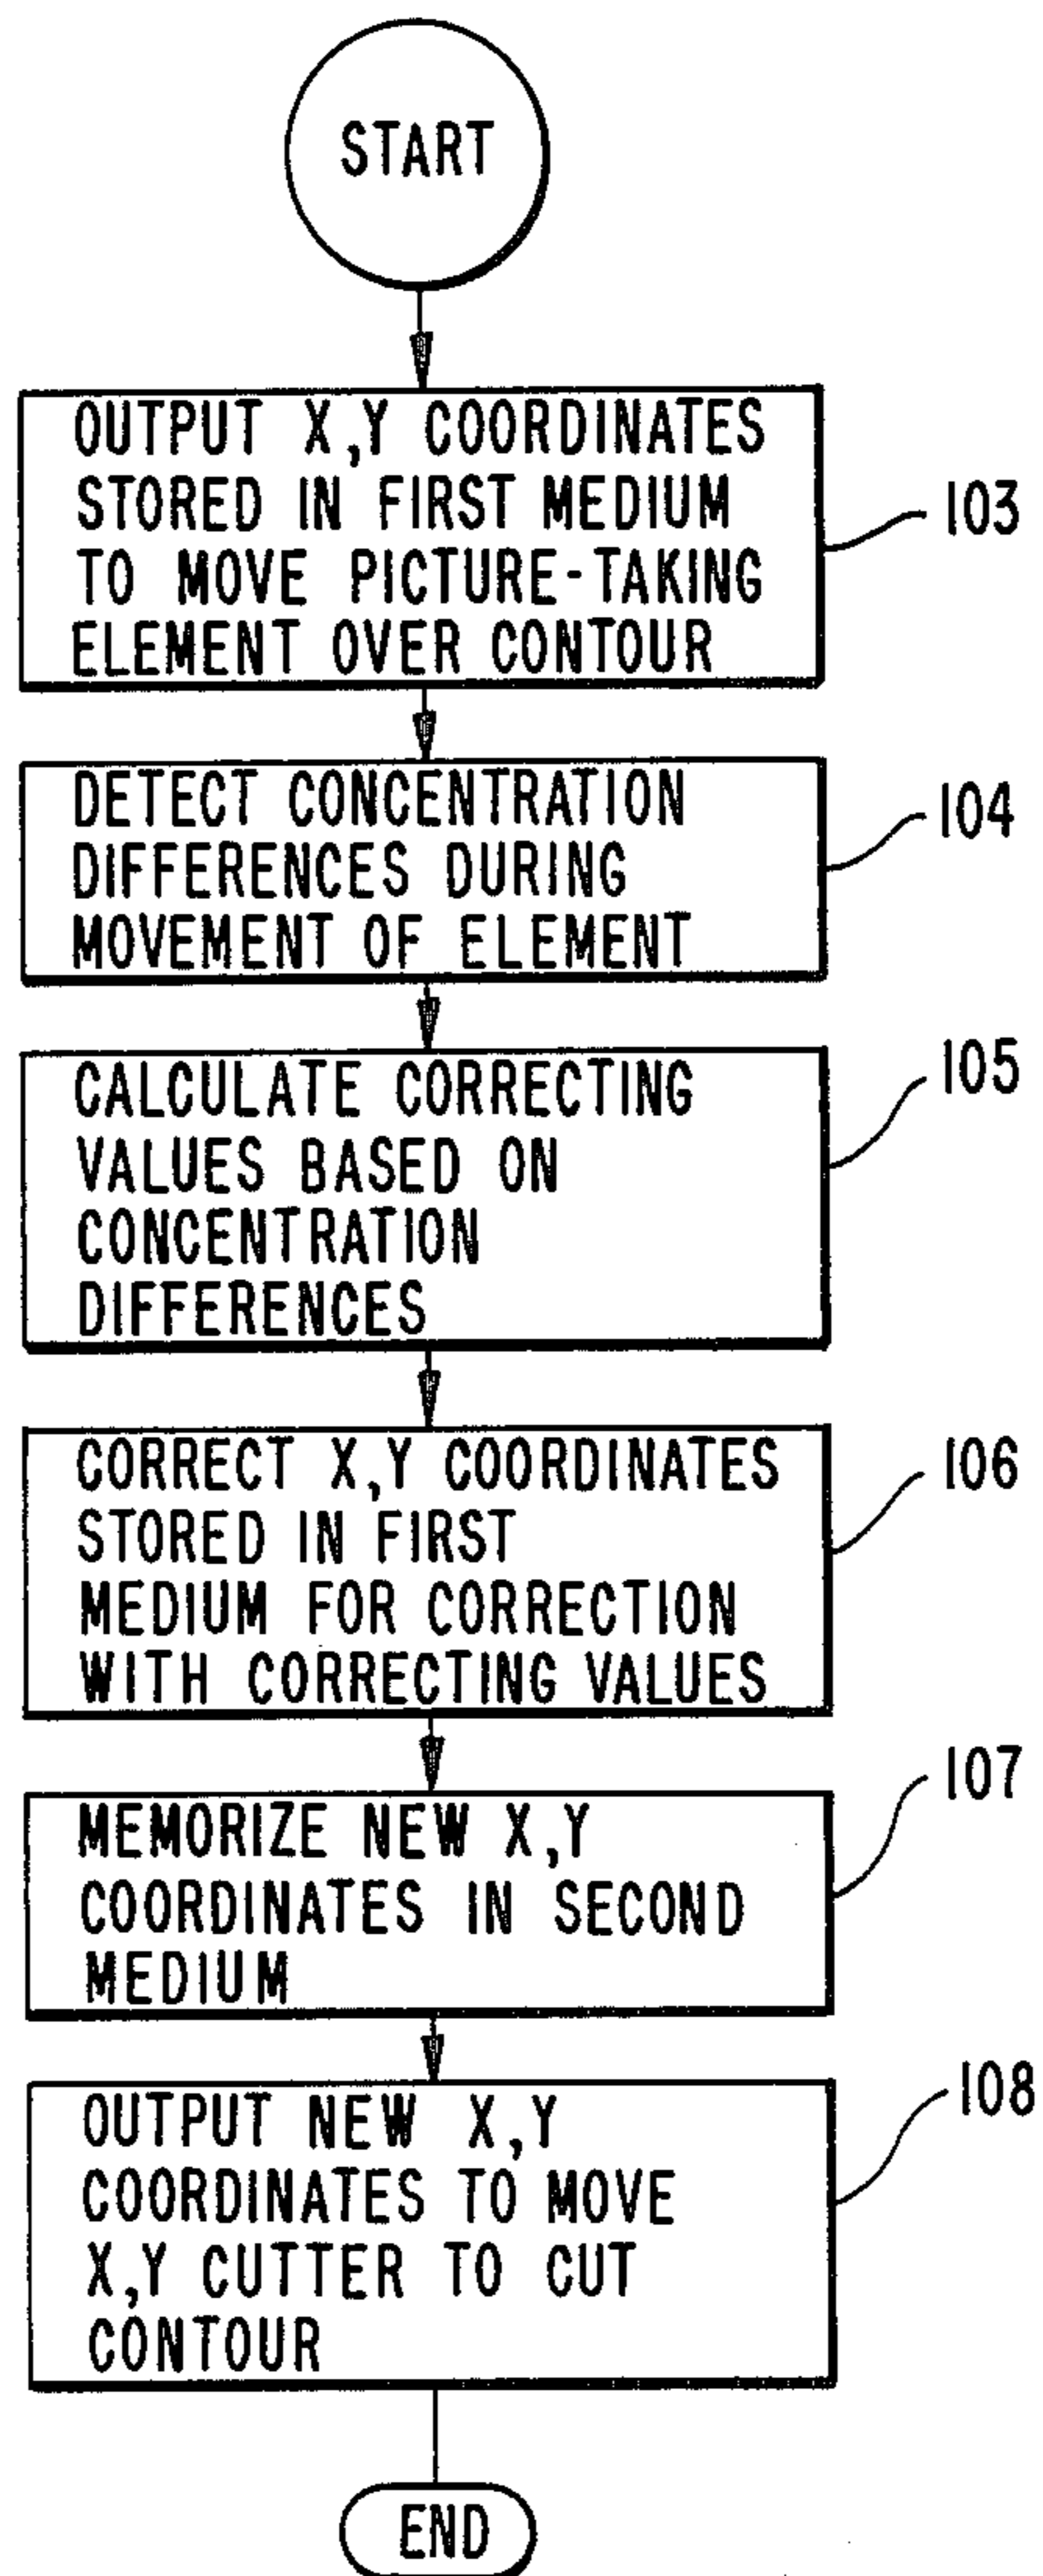 START
OUTPUT X,Y COORDINATES
STORED IN FIRST MEDIUM
TO MOVE PICTURE-TAKING
ELEMENT OVER CONTOUR
103
DETECT CONCENTRATION
DIFFERENCES DURING
MOVEMENT OF ELEMENT
104
CALCULATE CORRECTING
VALUES BASED ON
CONCENTRATION
DIFFERENCES
105
CORRECT X,Y COORDINATES
STORED IN FIRST
MEDIUM FOR CORRECTION
WITH CORRECTING VALUES
106
MEMORIZE NEW X,Y
COORDINATES IN SECOND
MEDIUM
107
OUTPUT NEW X,Y
COORDINATES TO MOVE
X,Y CUTTER TO CUT
CONTOUR
108
END